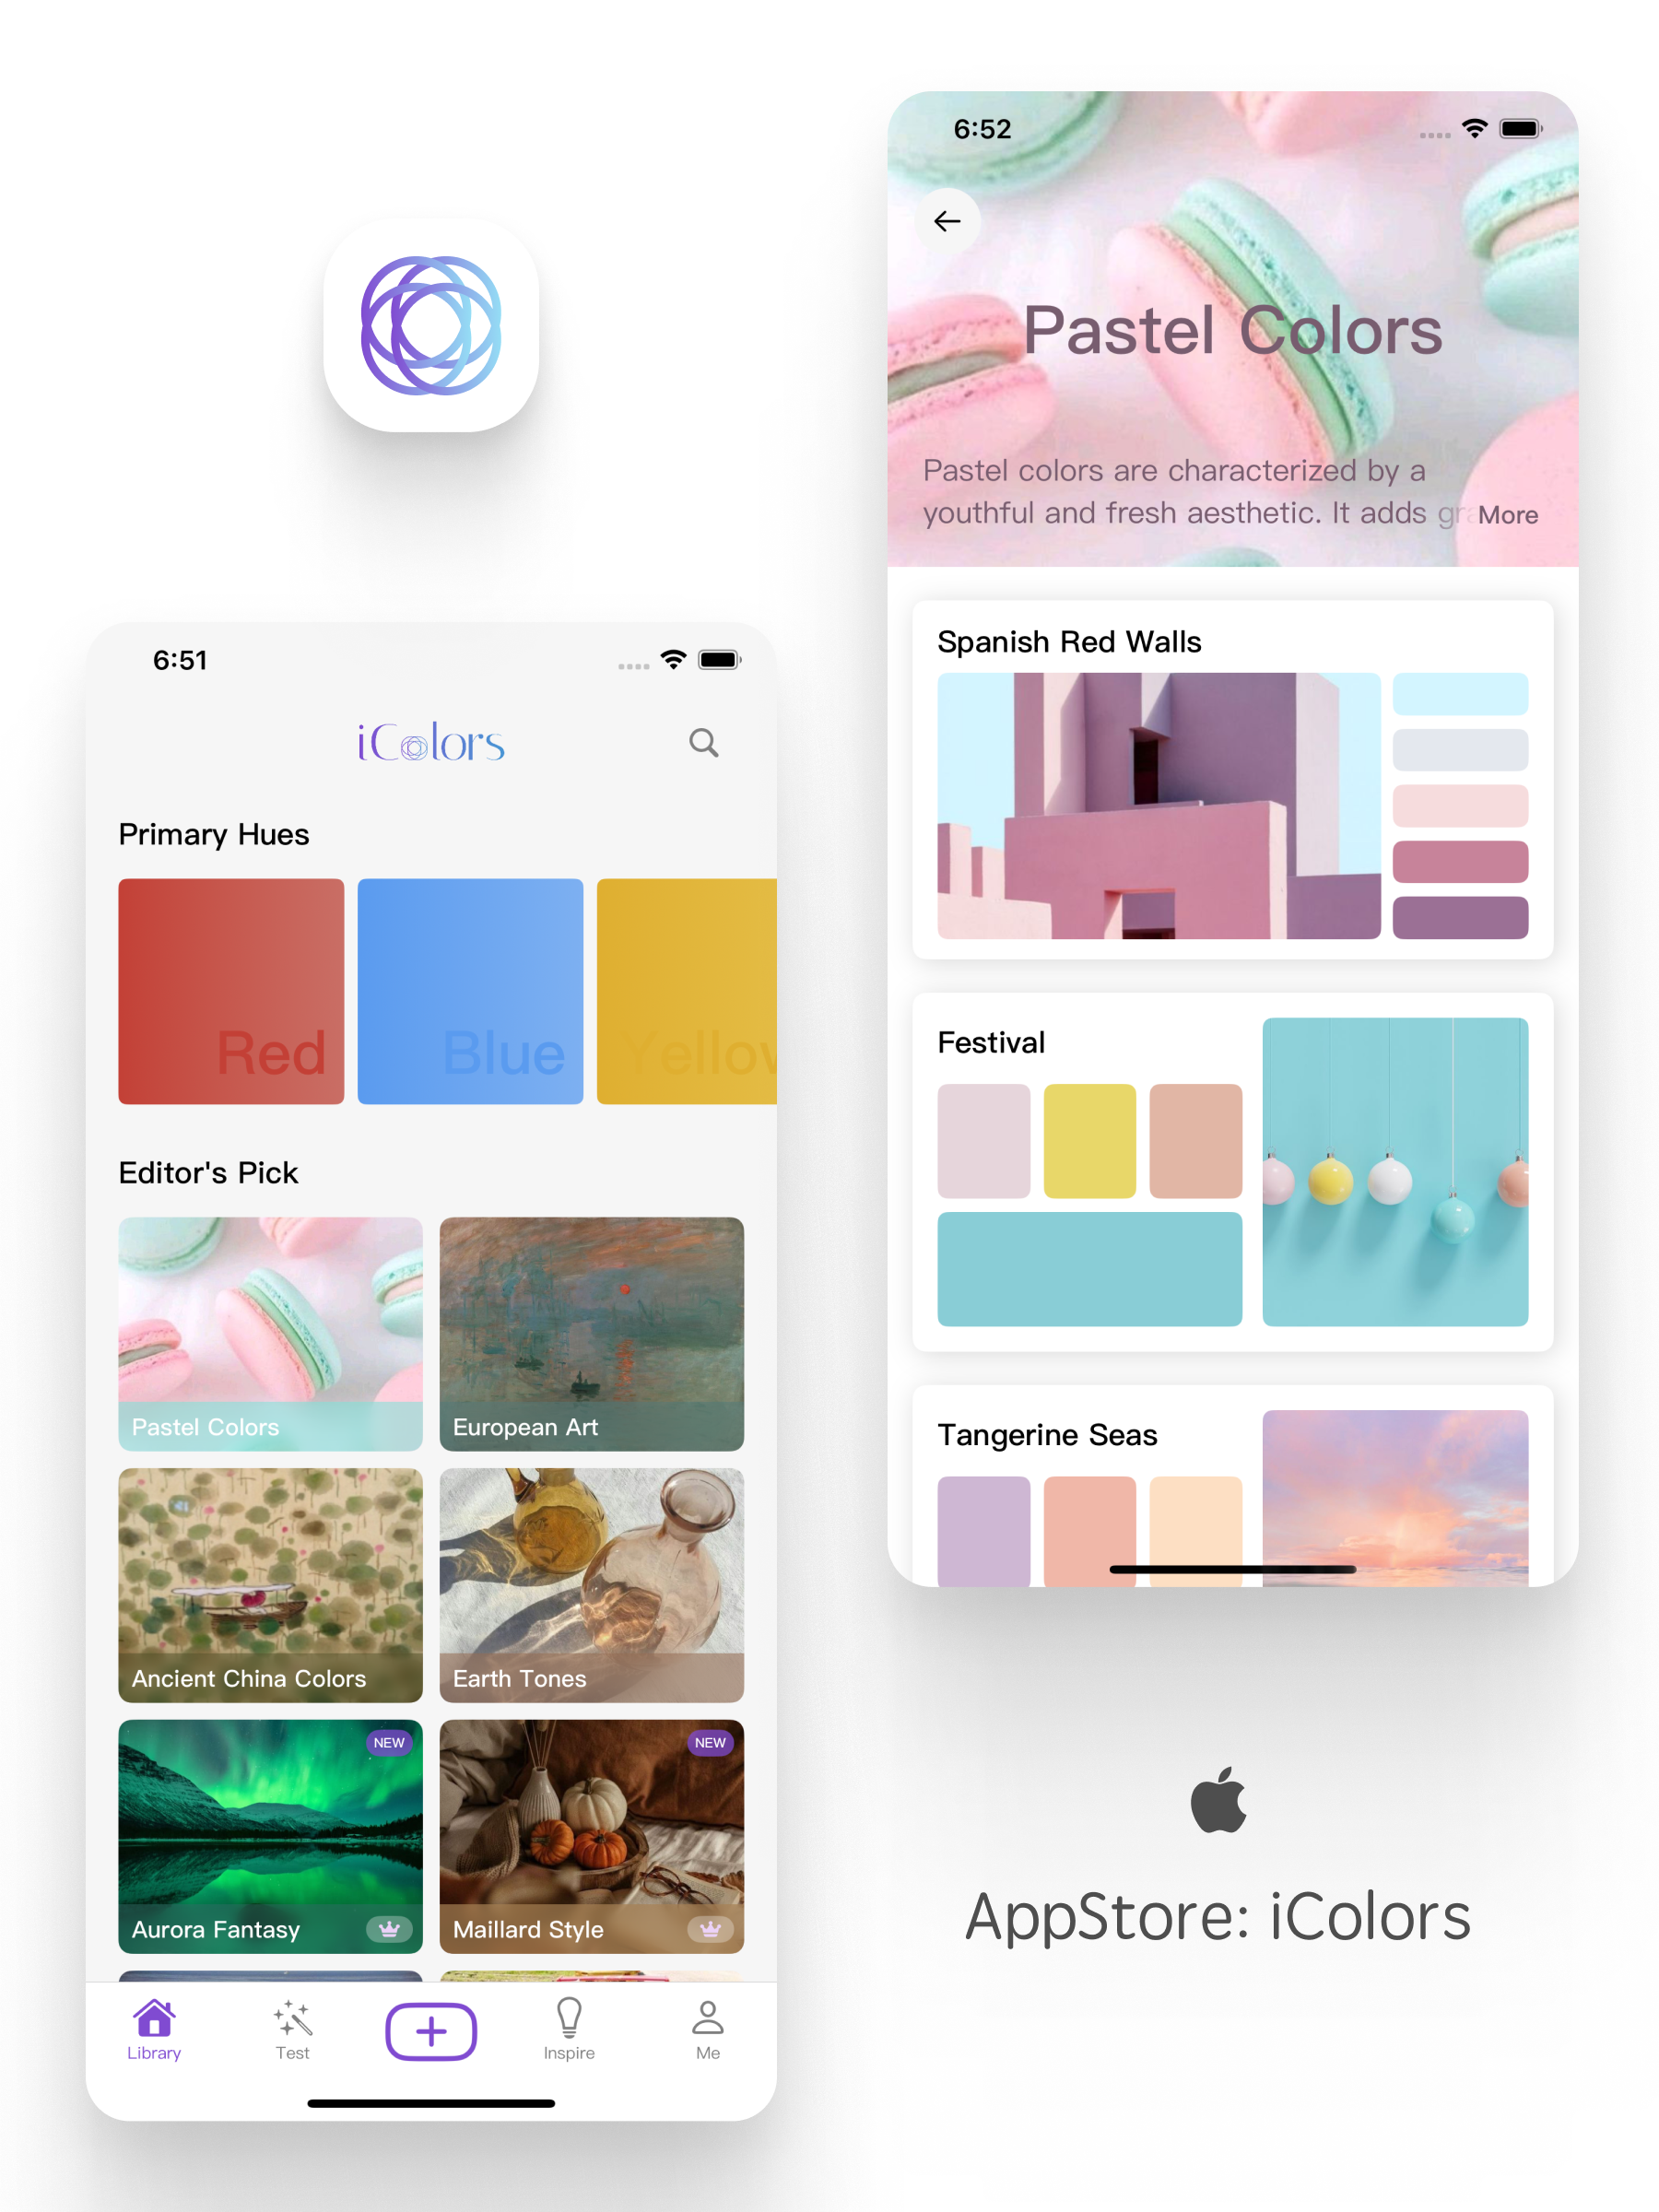 6:51
iColors
Primary Hues
Red
Blue
Yellow
Editor's Pick
Pastel Colors
European Art
Ancient China Colors
Earth Tones
NEW
NEW
Aurora Fantasy
Maillard Style
Library
Test
Inspire
Me
6:52
Pastel Colors
Pastel colors are characterized by a
youthful and fresh aesthetic. It adds
More
Spanish Red Walls
Festival
Tangerine Seas
AppStore: iColors